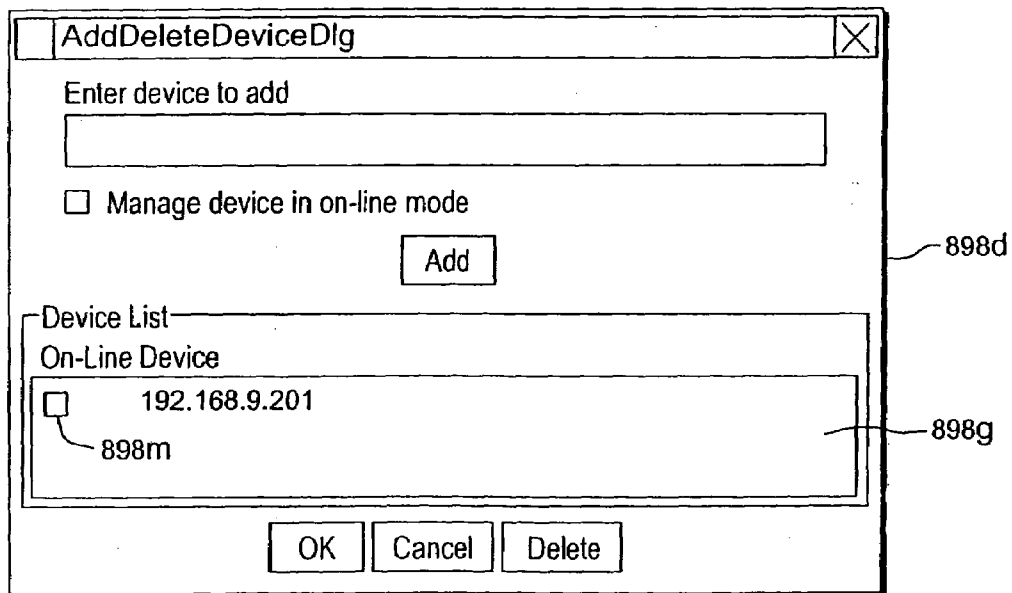 AddDeleteDeviceDlg
Enter device to add
Manage device in on-line mode
Add
898d
Device List
On-Line Device
192.168.9.201
898m
898g
OK Cancel Delete